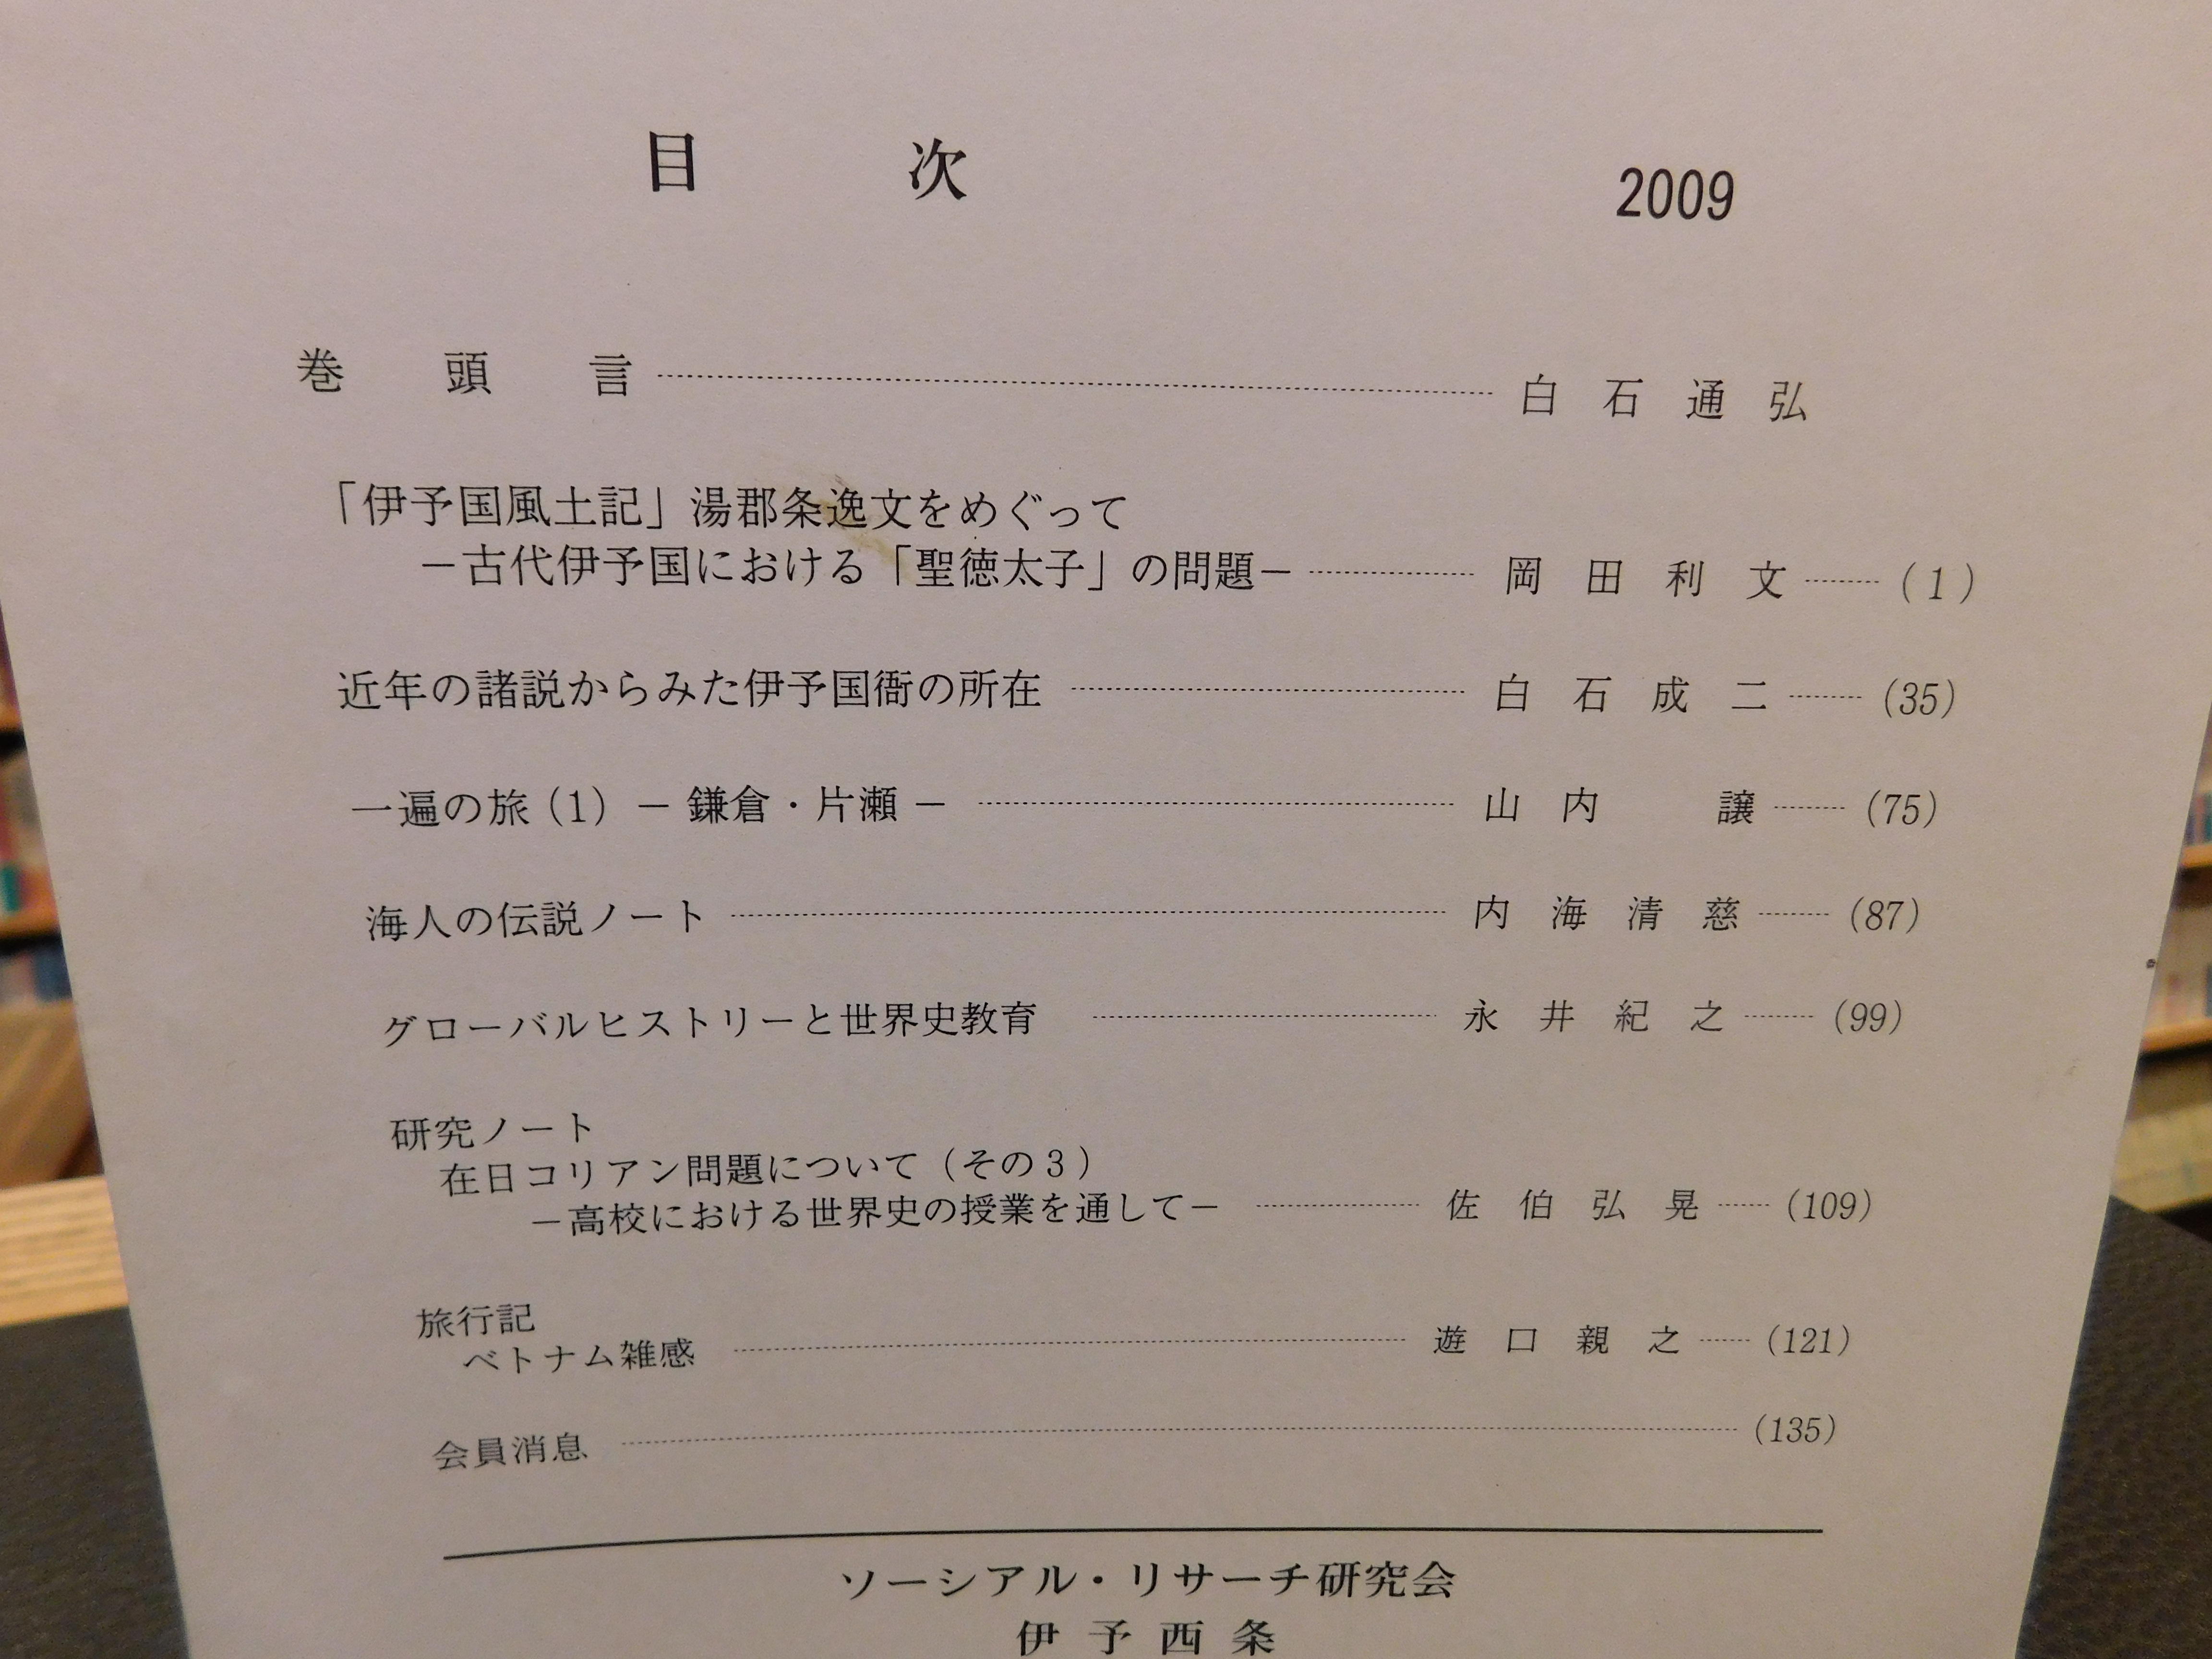 目次
2009
巻頭言 白石通弘
「伊予国風土記」湯郡条逸文をめぐって
－古代伊予国における「聖徳太子」の問題－ 岡田利文 (1)
近年の諸説からみた伊予国衙の所在 白石成二 (35)
一遍の旅(1) －鎌倉・片瀬－ 山内譲 (75)
海人の伝説ノート 内海清慈 (87)
グローバルヒストリーと世界史教育 永井紀之 (99)
研究ノート
在日コリアン問題について（その３）
－高校における世界史の授業を通して－ 佐伯弘晃 (109)
旅行記
ベトナム雑感 遊口親之 (121)
会員消息 (135)
ソーシアル・リサーチ研究会
伊予西条